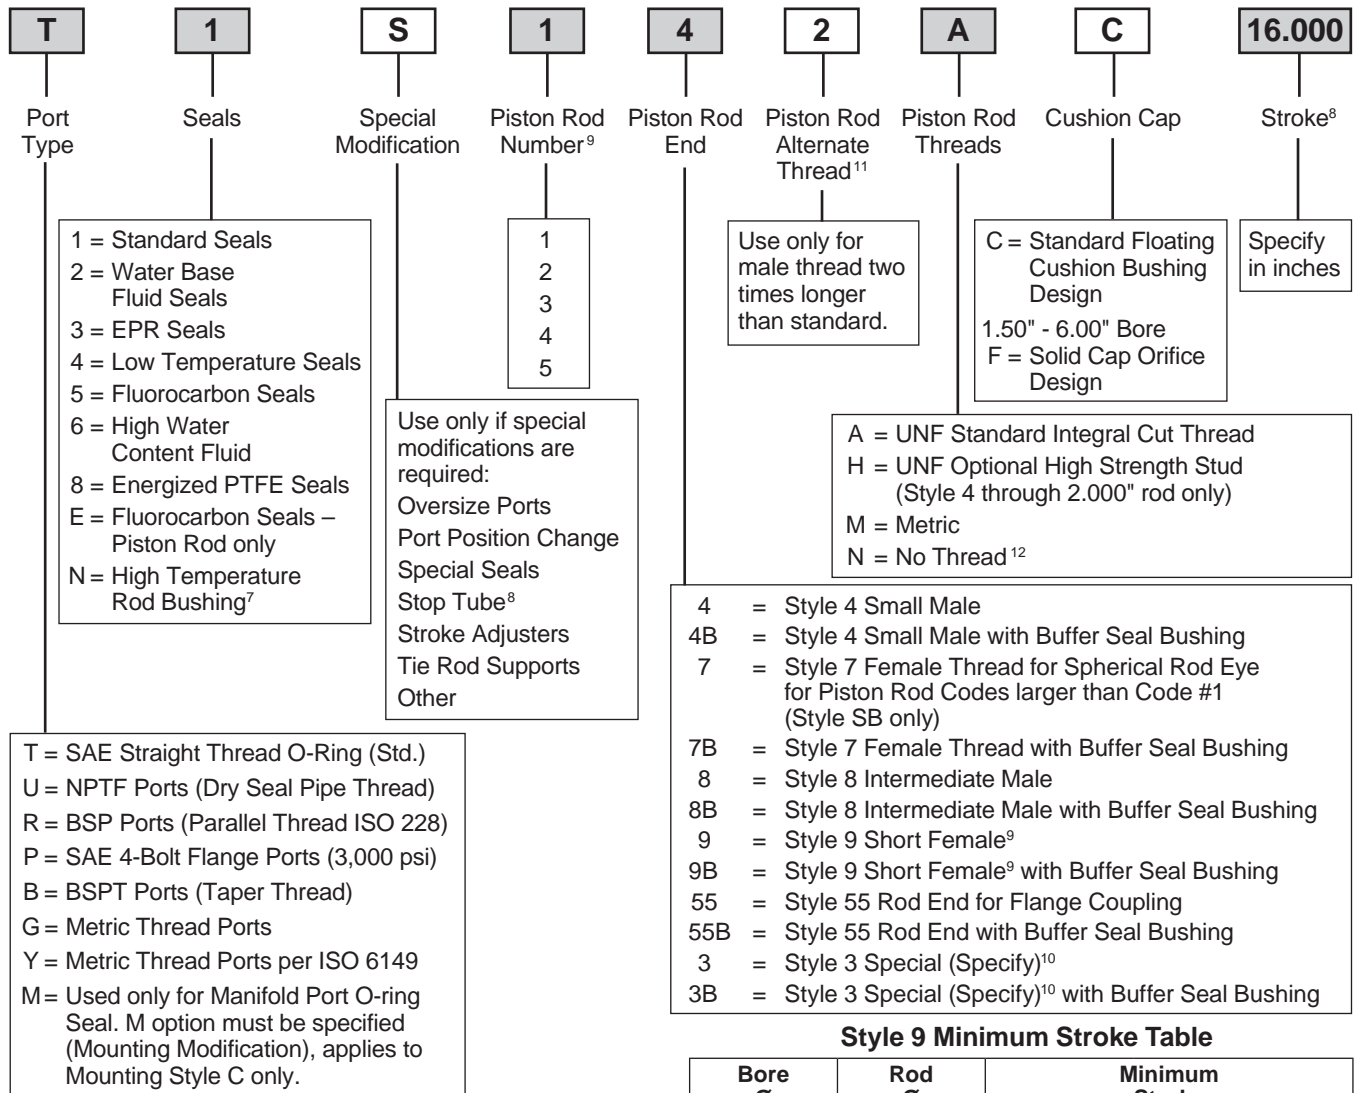 T 1 S 1 4 2 A C 16.000
Port Type
Seals
Special Modification
Piston Rod Number⁹
Piston Rod End
Piston Rod Alternate Thread¹¹
Piston Rod Threads
Cushion Cap
Stroke⁸
1 = Standard Seals
2 = Water Base
Fluid Seals
3 = EPR Seals
4 = Low Temperature Seals
5 = Fluorocarbon Seals
6 = High Water
Content Fluid
8 = Energized PTFE Seals
E = Fluorocarbon Seals –
Piston Rod only
N = High Temperature
Rod Bushing⁷
1
2
3
4
5
Use only for
male thread two
times longer
than standard.
C = Standard Floating
Cushion Bushing
Design
1.50" - 6.00" Bore
F = Solid Cap Orifice
Design
Specify
in inches
Use only if special
modifications are
required:
Oversize Ports
Port Position Change
Special Seals
Stop Tube⁸
Stroke Adjusters
Tie Rod Supports
Other
A = UNF Standard Integral Cut Thread
H = UNF Optional High Strength Stud
(Style 4 through 2.000" rod only)
M = Metric
N = No Thread¹²
4 = Style 4 Small Male
4B = Style 4 Small Male with Buffer Seal Bushing
7 = Style 7 Female Thread for Spherical Rod Eye
for Piston Rod Codes larger than Code #1
(Style SB only)
7B = Style 7 Female Thread with Buffer Seal Bushing
8 = Style 8 Intermediate Male
8B = Style 8 Intermediate Male with Buffer Seal Bushing
9 = Style 9 Short Female⁹
9B = Style 9 Short Female⁹ with Buffer Seal Bushing
55 = Style 55 Rod End for Flange Coupling
55B = Style 55 Rod End with Buffer Seal Bushing
3 = Style 3 Special (Specify)¹⁰
3B = Style 3 Special (Specify)¹⁰ with Buffer Seal Bushing
T = SAE Straight Thread O-Ring (Std.)
U = NPTF Ports (Dry Seal Pipe Thread)
R = BSP Ports (Parallel Thread ISO 228)
P = SAE 4-Bolt Flange Ports (3,000 psi)
B = BSPT Ports (Taper Thread)
G = Metric Thread Ports
Y = Metric Thread Ports per ISO 6149
M = Used only for Manifold Port O-ring
Seal. M option must be specified
(Mounting Modification), applies to
Mounting Style C only.
Style 9 Minimum Stroke Table
Bore Rod Minimum